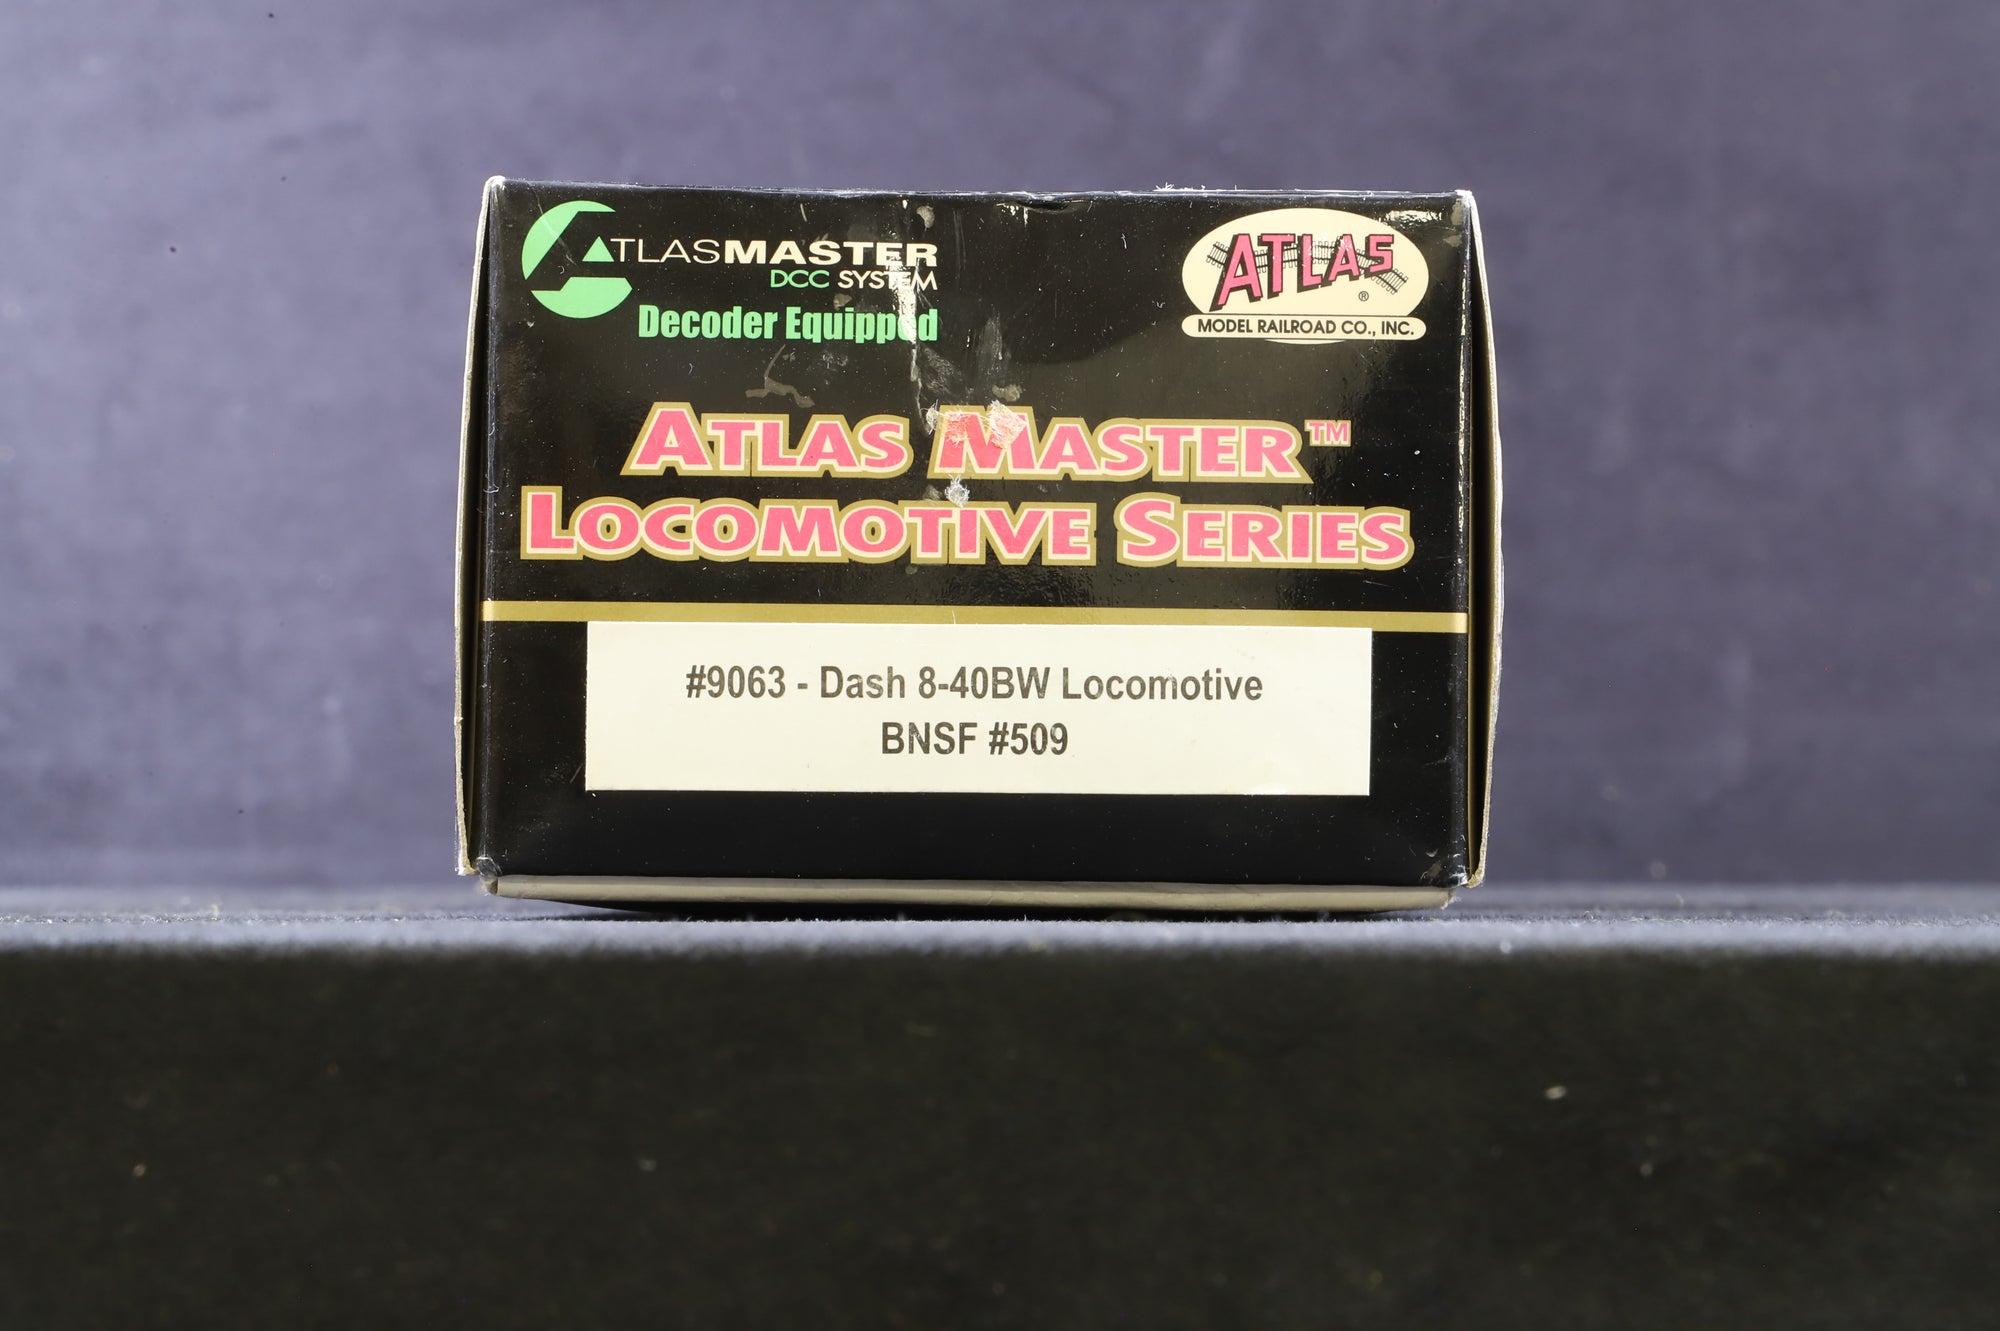 ATLASMASTER
DCC SYSTEM
Decoder Equipped
ATLAS
®
MODEL RAILROAD CO., INC.
ATLAS MASTER™
LOCOMOTIVE SERIES
#9063 - Dash 8-40BW Locomotive
BNSF #509